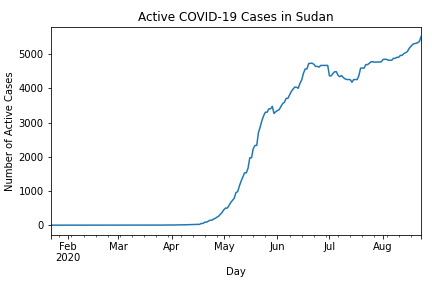 Active COVID-19 Cases in Sudan
Number of Active Cases
5000
4000
3000
2000
1000
0
Feb Mar Apr May Jun Jul Aug
2020
Day